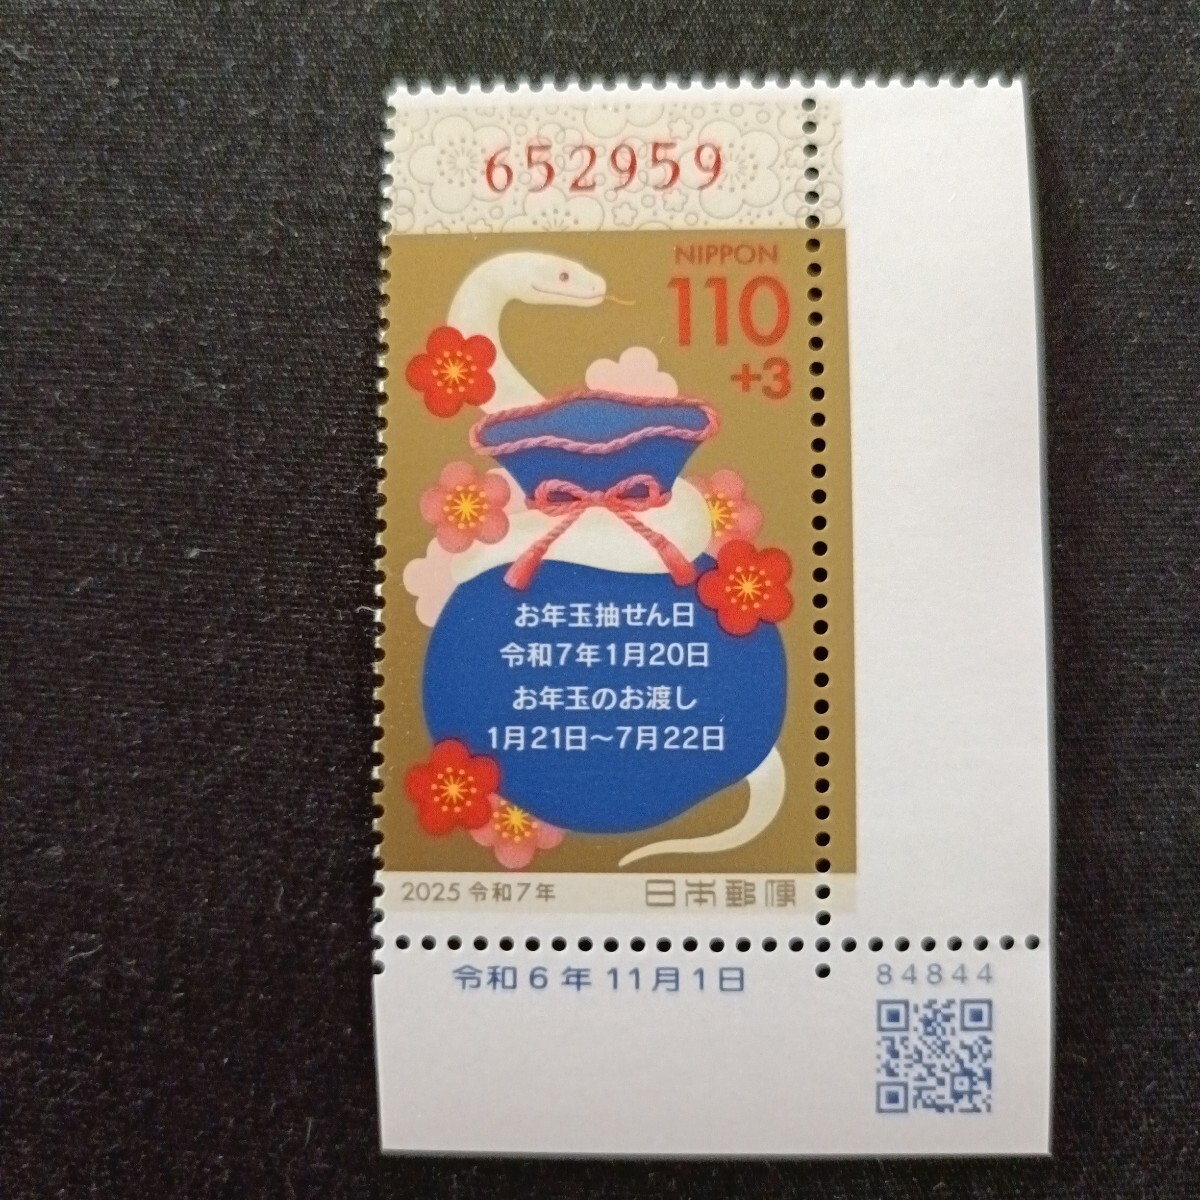 652959
NIPPON
110
+3
お年玉抽せん日
令和7年1月20日
お年玉のお渡し
1月21日～7月22日
2025 令和7年
日本郵便
令和6年11月1日
84844